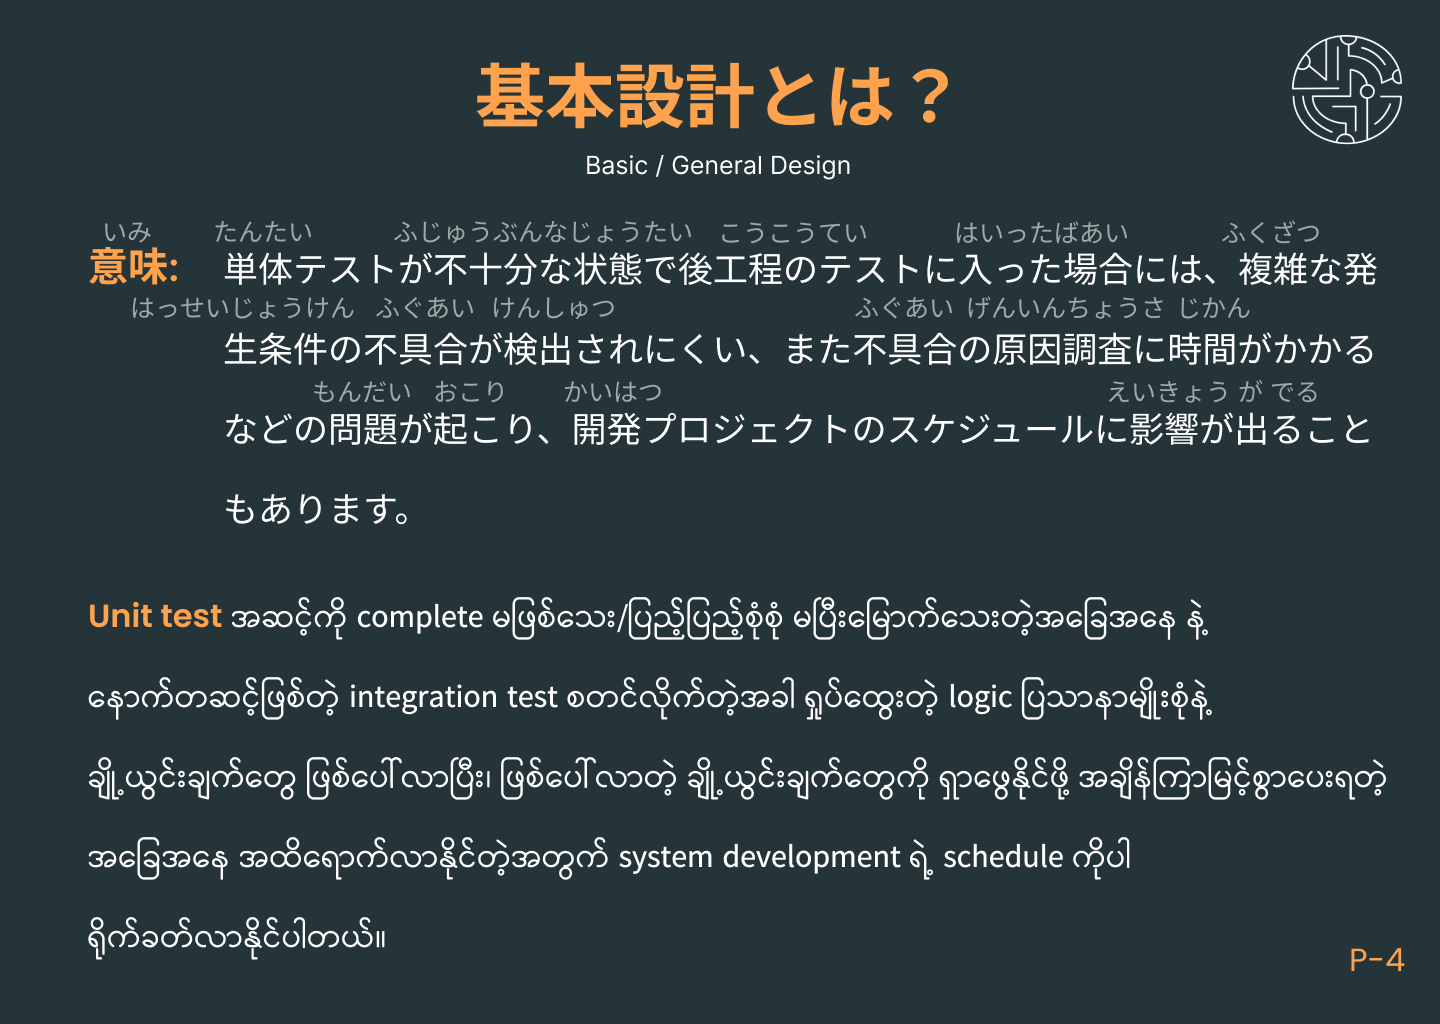 基本設計とは？
Basic / General Design
いみ たんたい ふじゅうぶんなじょうたい こうこうてい はいったばあい ふくざつ
意味: 単体テストが不十分な状態で後工程のテストに入った場合には、複雑な発
はっせいじょうけん ふぐあい けんしゅつ ふぐあい げんいんちょうさ じかん
生条件の不具合が検出されにくい、また不具合の原因調査に時間がかかる
もんだい おこり かいはつ えいきょう が でる
などの問題が起こり、開発プロジェクトのスケジュールに影響が出ること
もあります。
Unit test အဆင့်ကို complete မဖြစ်သေး/ပြည့်ပြည့်စုံစုံ မပြီးမြောက်သေးတဲ့အခြေအနေ နဲ့
နောက်တဆင့်ဖြစ်တဲ့ integration test စတင်လိုက်တဲ့အခါ ရှုပ်ထွေးတဲ့ logic ပြသာနာမျိုးစုံနဲ့
ချို့ယွင်းချက်တွေ ဖြစ်ပေါ်လာပြီး၊ ဖြစ်ပေါ်လာတဲ့ ချို့ယွင်းချက်တွေကို ရှာဖွေနိုင်ဖို့ အချိန်ကြာမြင့်စွာပေးရတဲ့
အခြေအနေ အထိရောက်လာနိုင်တဲ့အတွက် system development ရဲ့ schedule ကိုပါ
ရိုက်ခတ်လာနိုင်ပါတယ်။
P-4